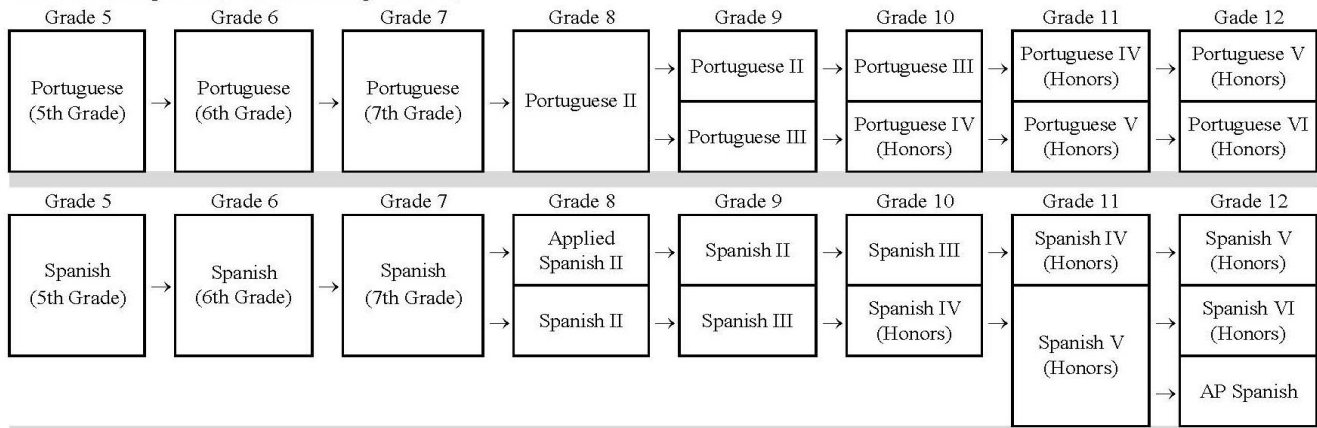 Grade 5 Grade 6 Grade 7 Grade 8 Grade 9 Grade 10 Grade 11 Gade 12
Portuguese
(5th Grade)
Portuguese
(6th Grade)
Portuguese
(7th Grade)
Portuguese II
Portuguese II
Portuguese III
Portuguese III
Portuguese IV
(Honors)
Portuguese IV
(Honors)
Portuguese V
(Honors)
Portuguese V
(Honors)
Portuguese VI
(Honors)
Grade 5 Grade 6 Grade 7 Grade 8 Grade 9 Grade 10 Grade 11 Grade 12
Spanish
(5th Grade)
Spanish
(6th Grade)
Spanish
(7th Grade)
Applied
Spanish II
Spanish II
Spanish II
Spanish III
Spanish III
Spanish IV
(Honors)
Spanish IV
(Honors)
Spanish V
(Honors)
Spanish V
(Honors)
Spanish VI
(Honors)
AP Spanish